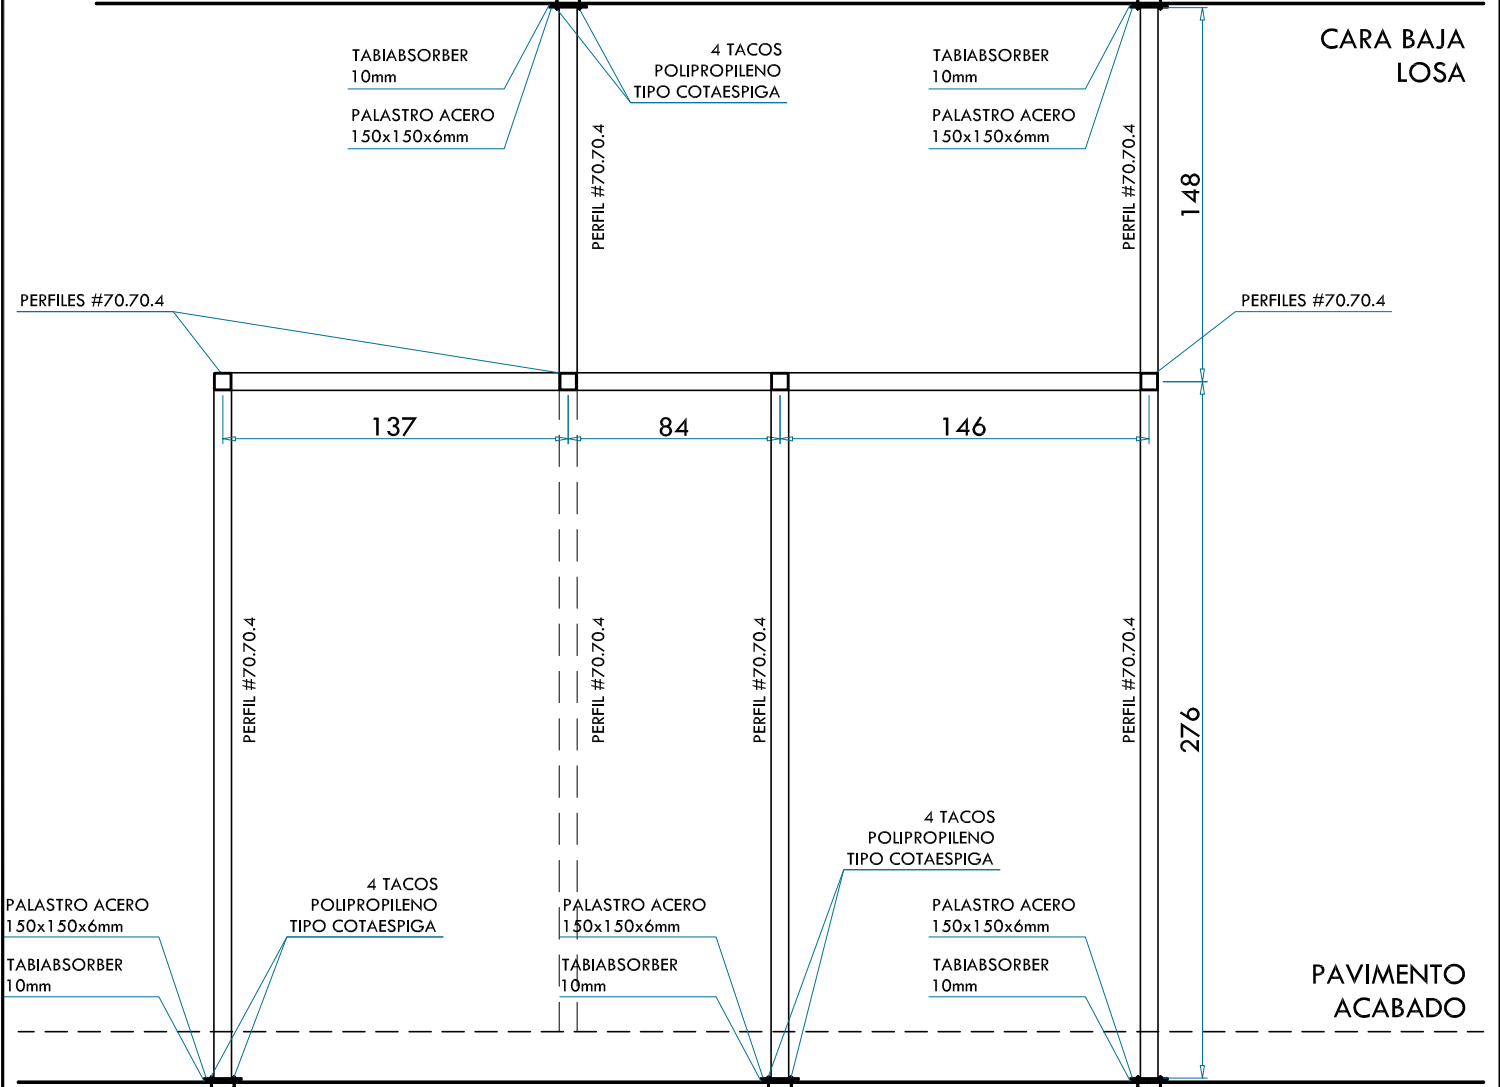 TABIABSORBER
10mm
PALASTRO ACERO
150x150x6mm
4 TACOS
POLIPROPILENO
TIPO COTAESPIGA
TABIABSORBER
10mm
PALASTRO ACERO
150x150x6mm
CARA BAJA
LOSA
PERFIL #70.70.4
PERFIL #70.70.4
148
PERFILES #70.70.4
PERFILES #70.70.4
137
84
146
PERFIL #70.70.4
PERFIL #70.70.4
PERFIL #70.70.4
PERFIL #70.70.4
276
4 TACOS
POLIPROPILENO
TIPO COTAESPIGA
PALASTRO ACERO
150x150x6mm
TABIABSORBER
10mm
4 TACOS
POLIPROPILENO
TIPO COTAESPIGA
PALASTRO ACERO
150x150x6mm
TABIABSORBER
10mm
PALASTRO ACERO
150x150x6mm
TABIABSORBER
10mm
PAVIMENTO
ACABADO